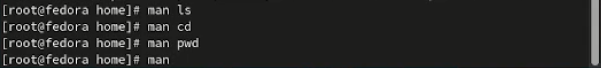 [root@fedora home]# man ls
[root@fedora home]# man cd
[root@fedora home]# man pwd
[root@fedora home]# man